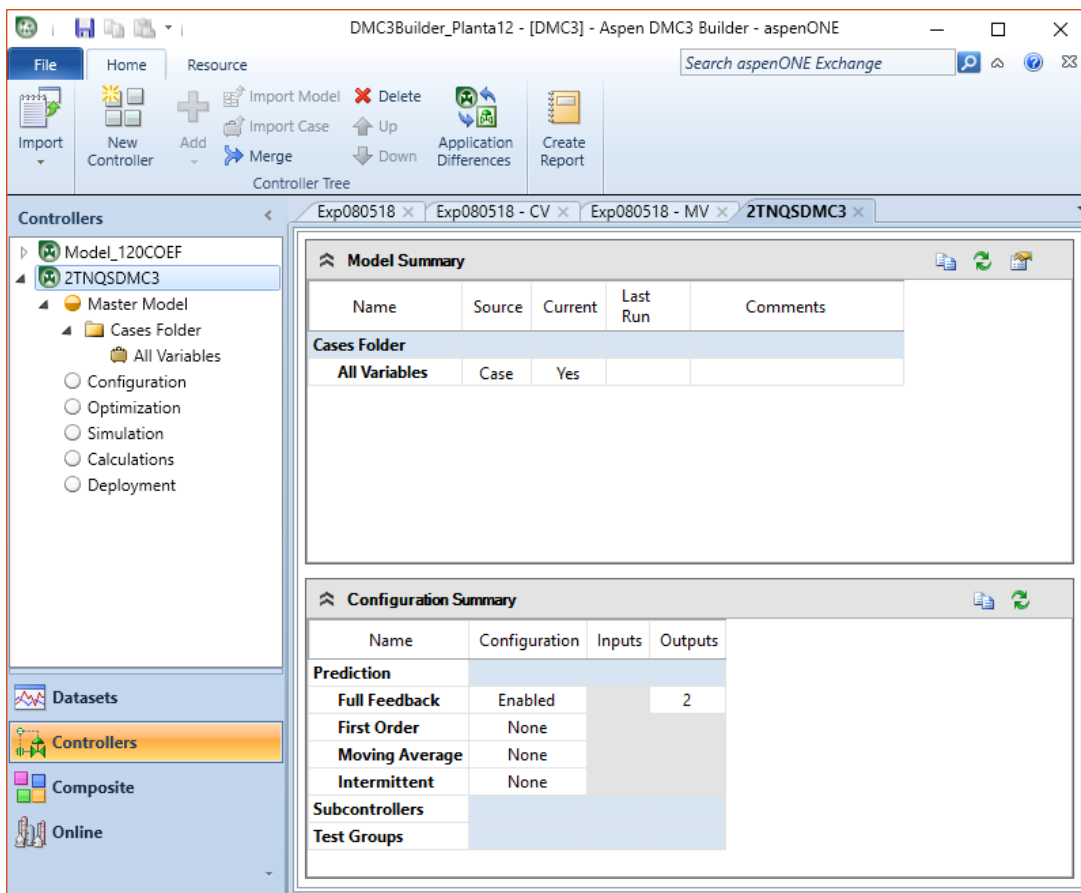 DMC3Builder_Planta12 - [DMC3] - Aspen DMC3 Builder - aspenONE
File Home Resource Search aspenONE Exchange
Import
New Controller
Add
Import Model
Import Case
Merge
Delete
Up
Down
Application Differences
Create Report
Controller Tree
Controllers
Model_120COEF
2TNQSDMC3
Master Model
Cases Folder
All Variables
Configuration
Optimization
Simulation
Calculations
Deployment
Datasets
Controllers
Composite
Online
Exp080518 Exp080518 - CV Exp080518 - MV 2TNQSDMC3
Model Summary
Name Source Current Last Run Comments
Cases Folder
All Variables Case Yes
Configuration Summary
Name Configuration Inputs Outputs
Prediction
Full Feedback Enabled 2
First Order None
Moving Average None
Intermittent None
Subcontrollers
Test Groups